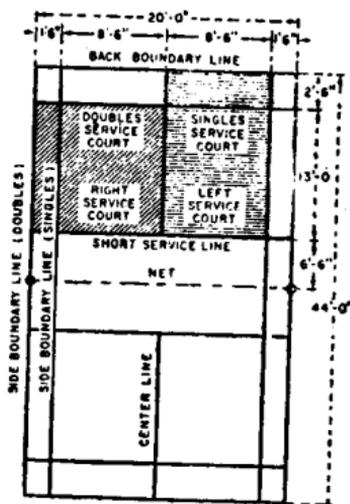 20'-0"
1'6" 8'-6" 8'-6" 1'6"
BACK BOUNDARY LINE
2'-6"
DOUBLES
SERVICE
COURT
SINGLES
SERVICE
COURT
13'-0
RIGHT
SERVICE
COURT
LEFT
SERVICE
COURT
SHORT SERVICE LINE
6'-6"
NET
44'-0"
SIDE BOUNDARY LINE (DOUBLES)
SIDE BOUNDARY LINE (SINGLES)
CENTER LINE